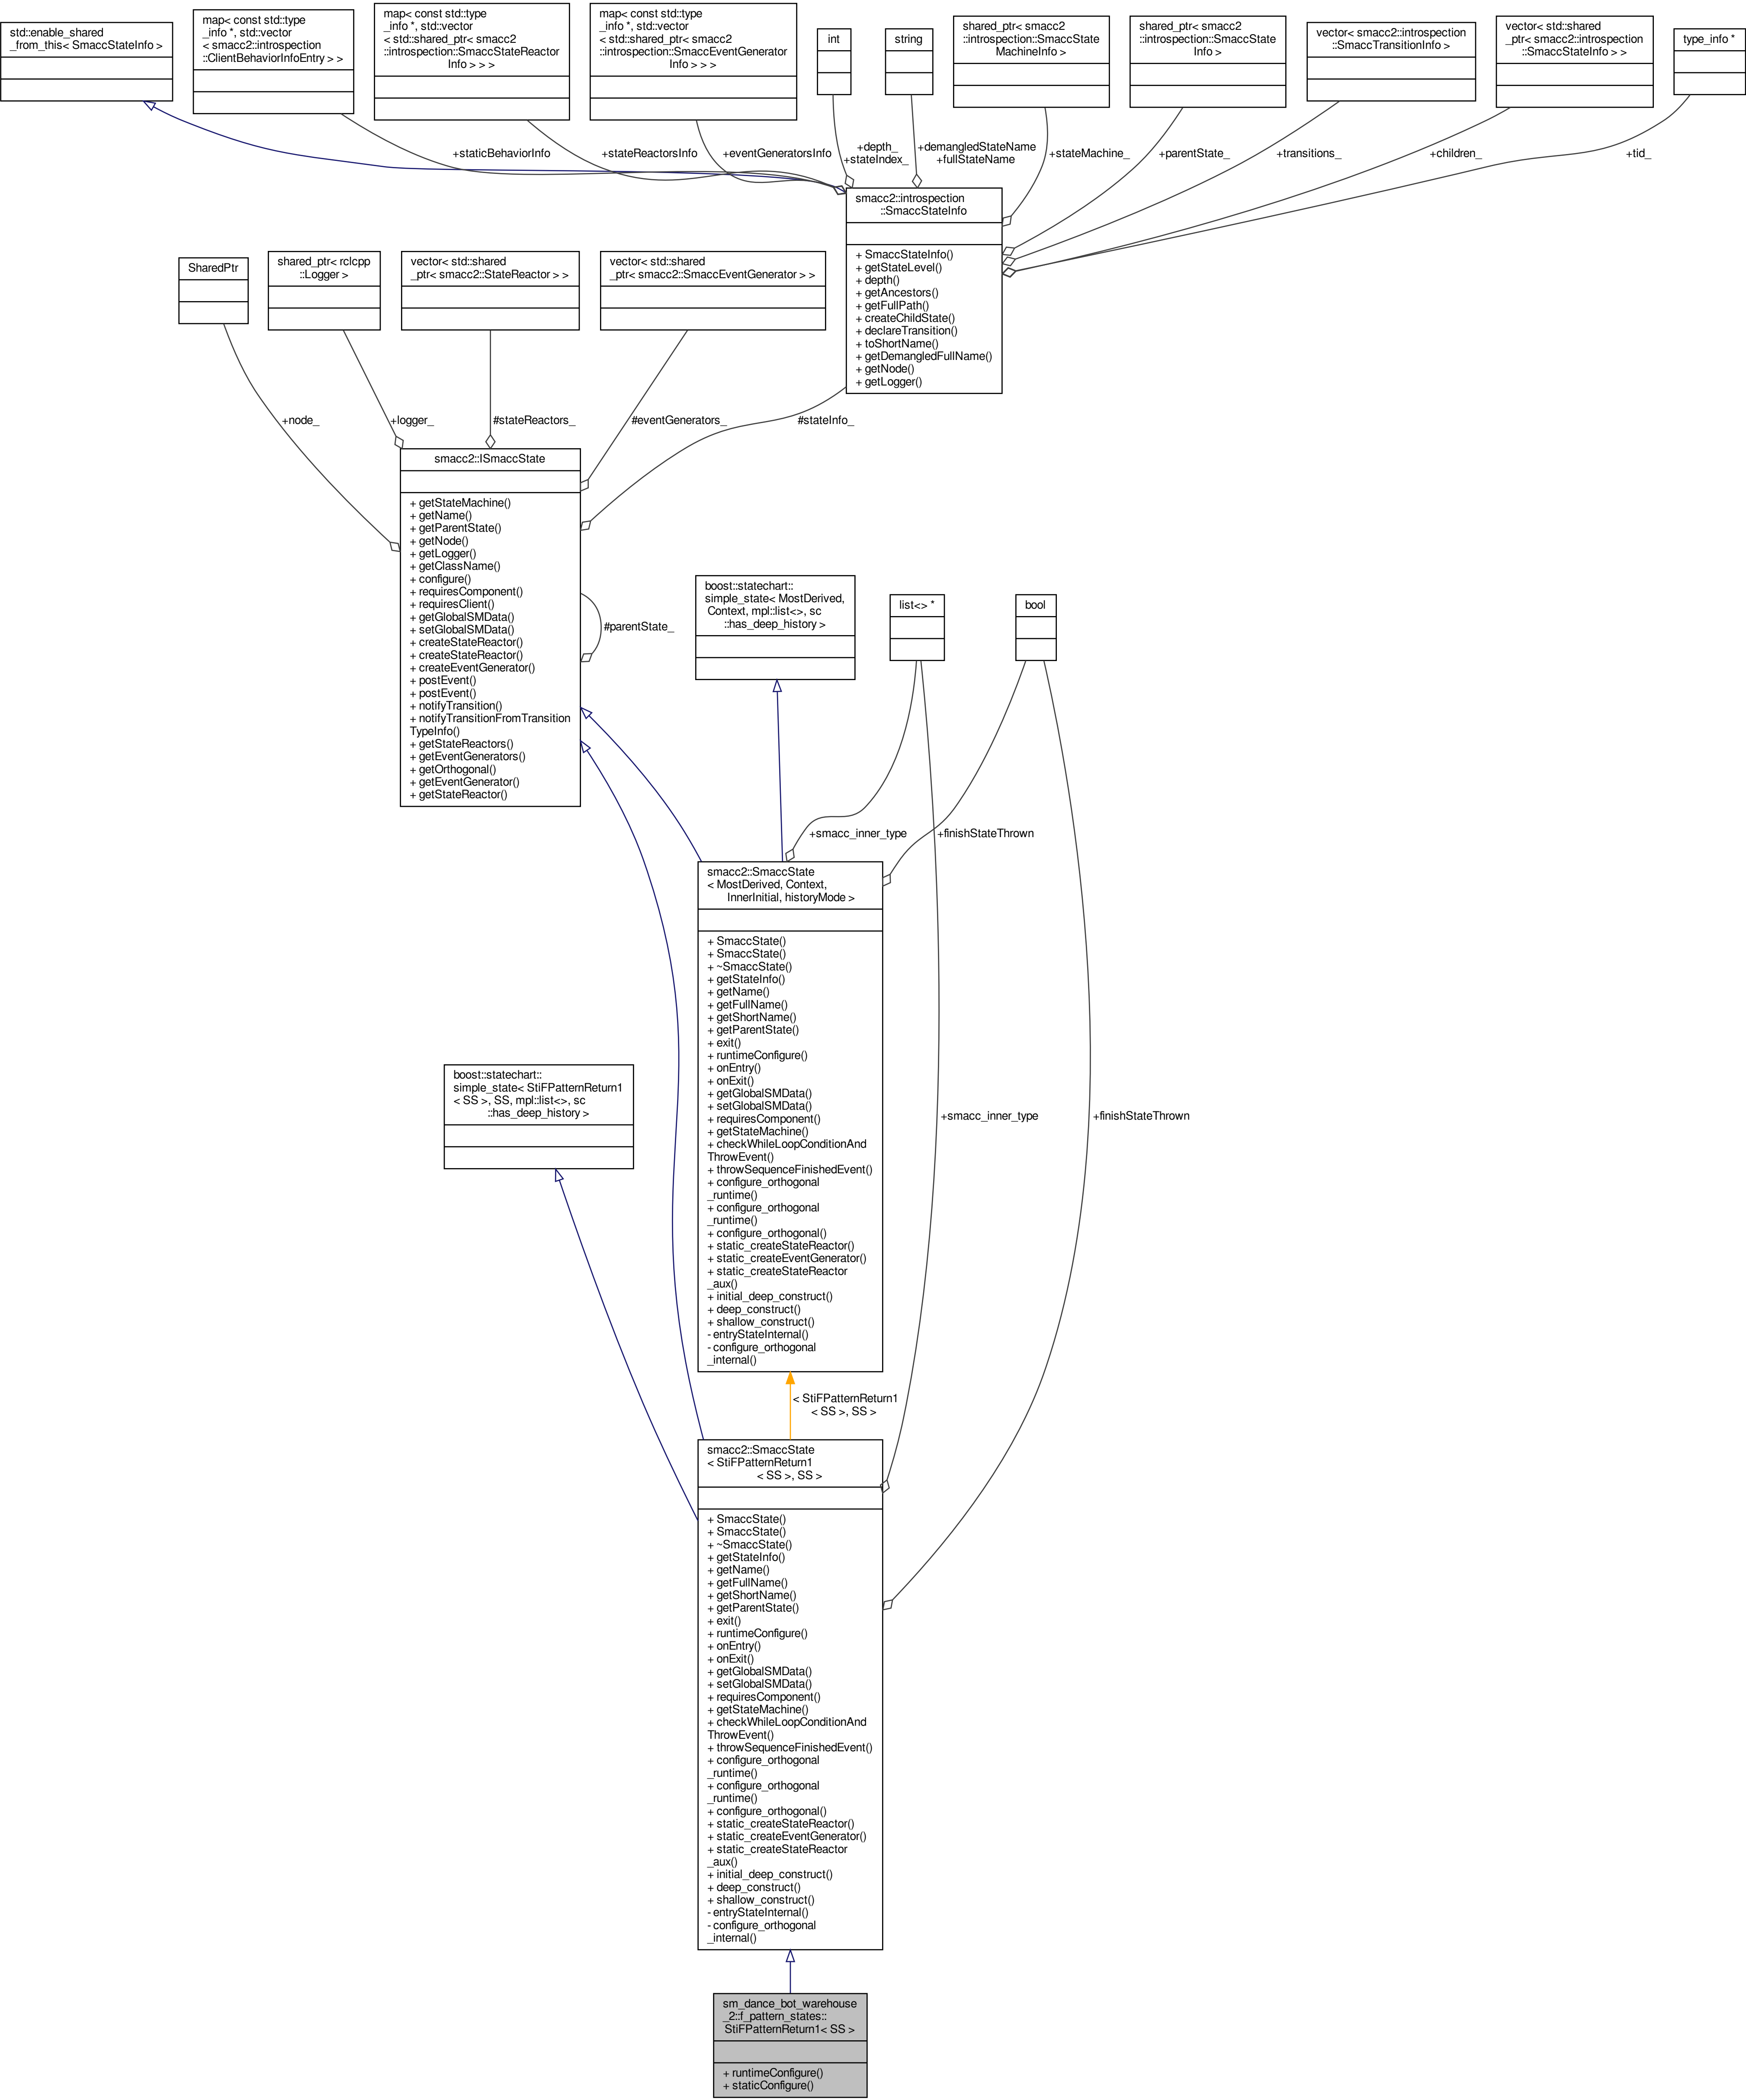 std::enable_shared
_from_this< SmaccStateInfo >
map< const std::type
_info *, std::vector
< smacc2::introspection
::ClientBehaviorInfoEntry > >
map< const std::type
_info *, std::vector
< std::shared_ptr< smacc2
::introspection::SmaccStateReactor
Info > > >
map< const std::type
_info *, std::vector
< std::shared_ptr< smacc2
::introspection::SmaccEventGenerator
Info > > >
int
string
shared_ptr< smacc2
::introspection::SmaccState
MachineInfo >
shared_ptr< smacc2
::introspection::SmaccState
Info >
vector< smacc2::introspection
::SmaccTransitionInfo >
vector< std::shared
_ptr< smacc2::introspection
::SmaccStateInfo > >
type_info *
+staticBehaviorInfo
+stateReactorsInfo
+eventGeneratorsInfo
+depth_
+stateIndex_
+demangledStateName
+fullStateName
+stateMachine_
+parentState_
+transitions_
+children_
+tid_
smacc2::introspection
::SmaccStateInfo
+ SmaccStateInfo()
+ getStateLevel()
+ depth()
+ getAncestors()
+ getFullPath()
+ createChildState()
+ declareTransition()
+ toShortName()
+ getDemangledFullName()
+ getNode()
+ getLogger()
SharedPtr
shared_ptr< rclcpp
::Logger >
vector< std::shared
_ptr< smacc2::StateReactor > >
vector< std::shared
_ptr< smacc2::SmaccEventGenerator > >
+node_
+logger_
#stateReactors_
#eventGenerators_
#stateInfo_
smacc2::ISmaccState
+ getStateMachine()
+ getName()
+ getParentState()
+ getNode()
+ getLogger()
+ getClassName()
+ configure()
+ requiresComponent()
+ requiresClient()
+ getGlobalSMData()
+ setGlobalSMData()
+ createStateReactor()
+ createStateReactor()
+ createEventGenerator()
+ postEvent()
+ postEvent()
+ notifyTransition()
+ notifyTransitionFromTransition
TypeInfo()
+ getStateReactors()
+ getEventGenerators()
+ getOrthogonal()
+ getEventGenerator()
+ getStateReactor()
#parentState_
boost::statechart::
simple_state< MostDerived,
Context, mpl::list<>, sc
::has_deep_history >
list<> *
bool
+smacc_inner_type
+finishStateThrown
smacc2::SmaccState
< MostDerived, Context,
InnerInitial, historyMode >
+ SmaccState()
+ SmaccState()
+ ~SmaccState()
+ getStateInfo()
+ getName()
+ getFullName()
+ getShortName()
+ getParentState()
+ exit()
+ runtimeConfigure()
+ onEntry()
+ onExit()
+ getGlobalSMData()
+ setGlobalSMData()
+ requiresComponent()
+ getStateMachine()
+ checkWhileLoopConditionAnd
ThrowEvent()
+ throwSequenceFinishedEvent()
+ configure_orthogonal
_runtime()
+ configure_orthogonal
_runtime()
+ configure_orthogonal()
+ static_createStateReactor()
+ static_createEventGenerator()
+ static_createStateReactor
_aux()
+ initial_deep_construct()
+ deep_construct()
+ shallow_construct()
- entryStateInternal()
- configure_orthogonal
_internal()
boost::statechart::
simple_state< StiFPatternReturn1
< SS >, SS, mpl::list<>, sc
::has_deep_history >
+smacc_inner_type
+finishStateThrown
< StiFPatternReturn1
< SS >, SS >
smacc2::SmaccState
< StiFPatternReturn1
< SS >, SS >
+ SmaccState()
+ SmaccState()
+ ~SmaccState()
+ getStateInfo()
+ getName()
+ getFullName()
+ getShortName()
+ getParentState()
+ exit()
+ runtimeConfigure()
+ onEntry()
+ onExit()
+ getGlobalSMData()
+ setGlobalSMData()
+ requiresComponent()
+ getStateMachine()
+ checkWhileLoopConditionAnd
ThrowEvent()
+ throwSequenceFinishedEvent()
+ configure_orthogonal
_runtime()
+ configure_orthogonal
_runtime()
+ configure_orthogonal()
+ static_createStateReactor()
+ static_createEventGenerator()
+ static_createStateReactor
_aux()
+ initial_deep_construct()
+ deep_construct()
+ shallow_construct()
- entryStateInternal()
- configure_orthogonal
_internal()
sm_dance_bot_warehouse
_2::f_pattern_states::
StiFPatternReturn1< SS >
+ runtimeConfigure()
+ staticConfigure()